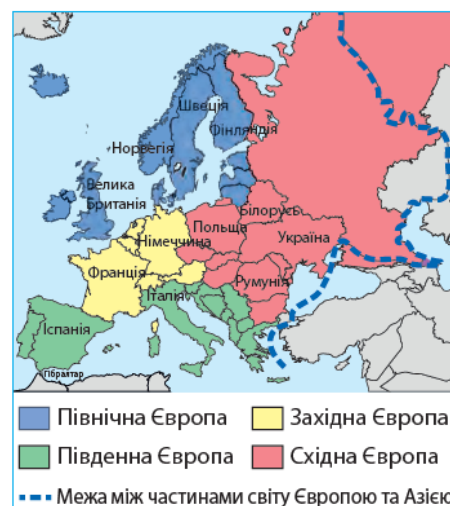 Швеція
Фінляндія
Норвегія
Велика
Британія
Білорусь
Польща
Німеччина
Україна
Франція
Румунія
Італія
Іспанія
Гібралтар
Північна Європа
Західна Європа
Південна Європа
Східна Європа
Межа між частинами світу Європою та Азією